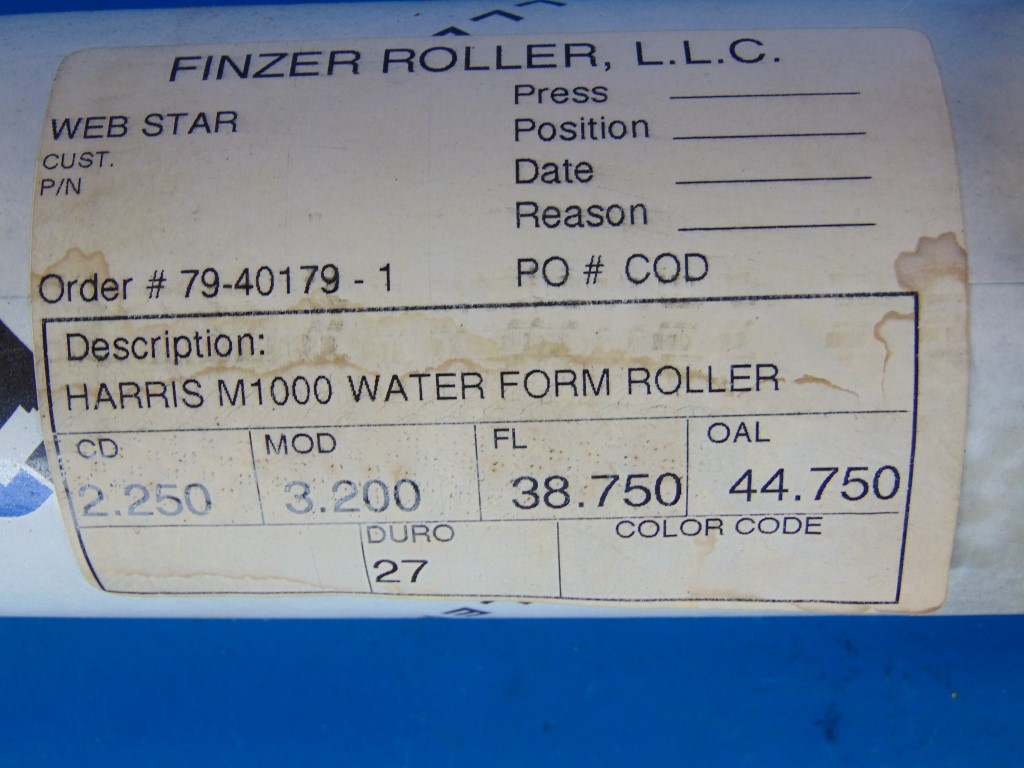 FINZER ROLLER, L.L.C.
WEB STAR
CUST.
P/N
Press
Position
Date
Reason
Order # 79-40179 - 1
PO # COD
Description:
HARRIS M1000 WATER FORM ROLLER
CD MOD FL OAL
2.250 3.200 38.750 44.750
DURO COLOR CODE
27